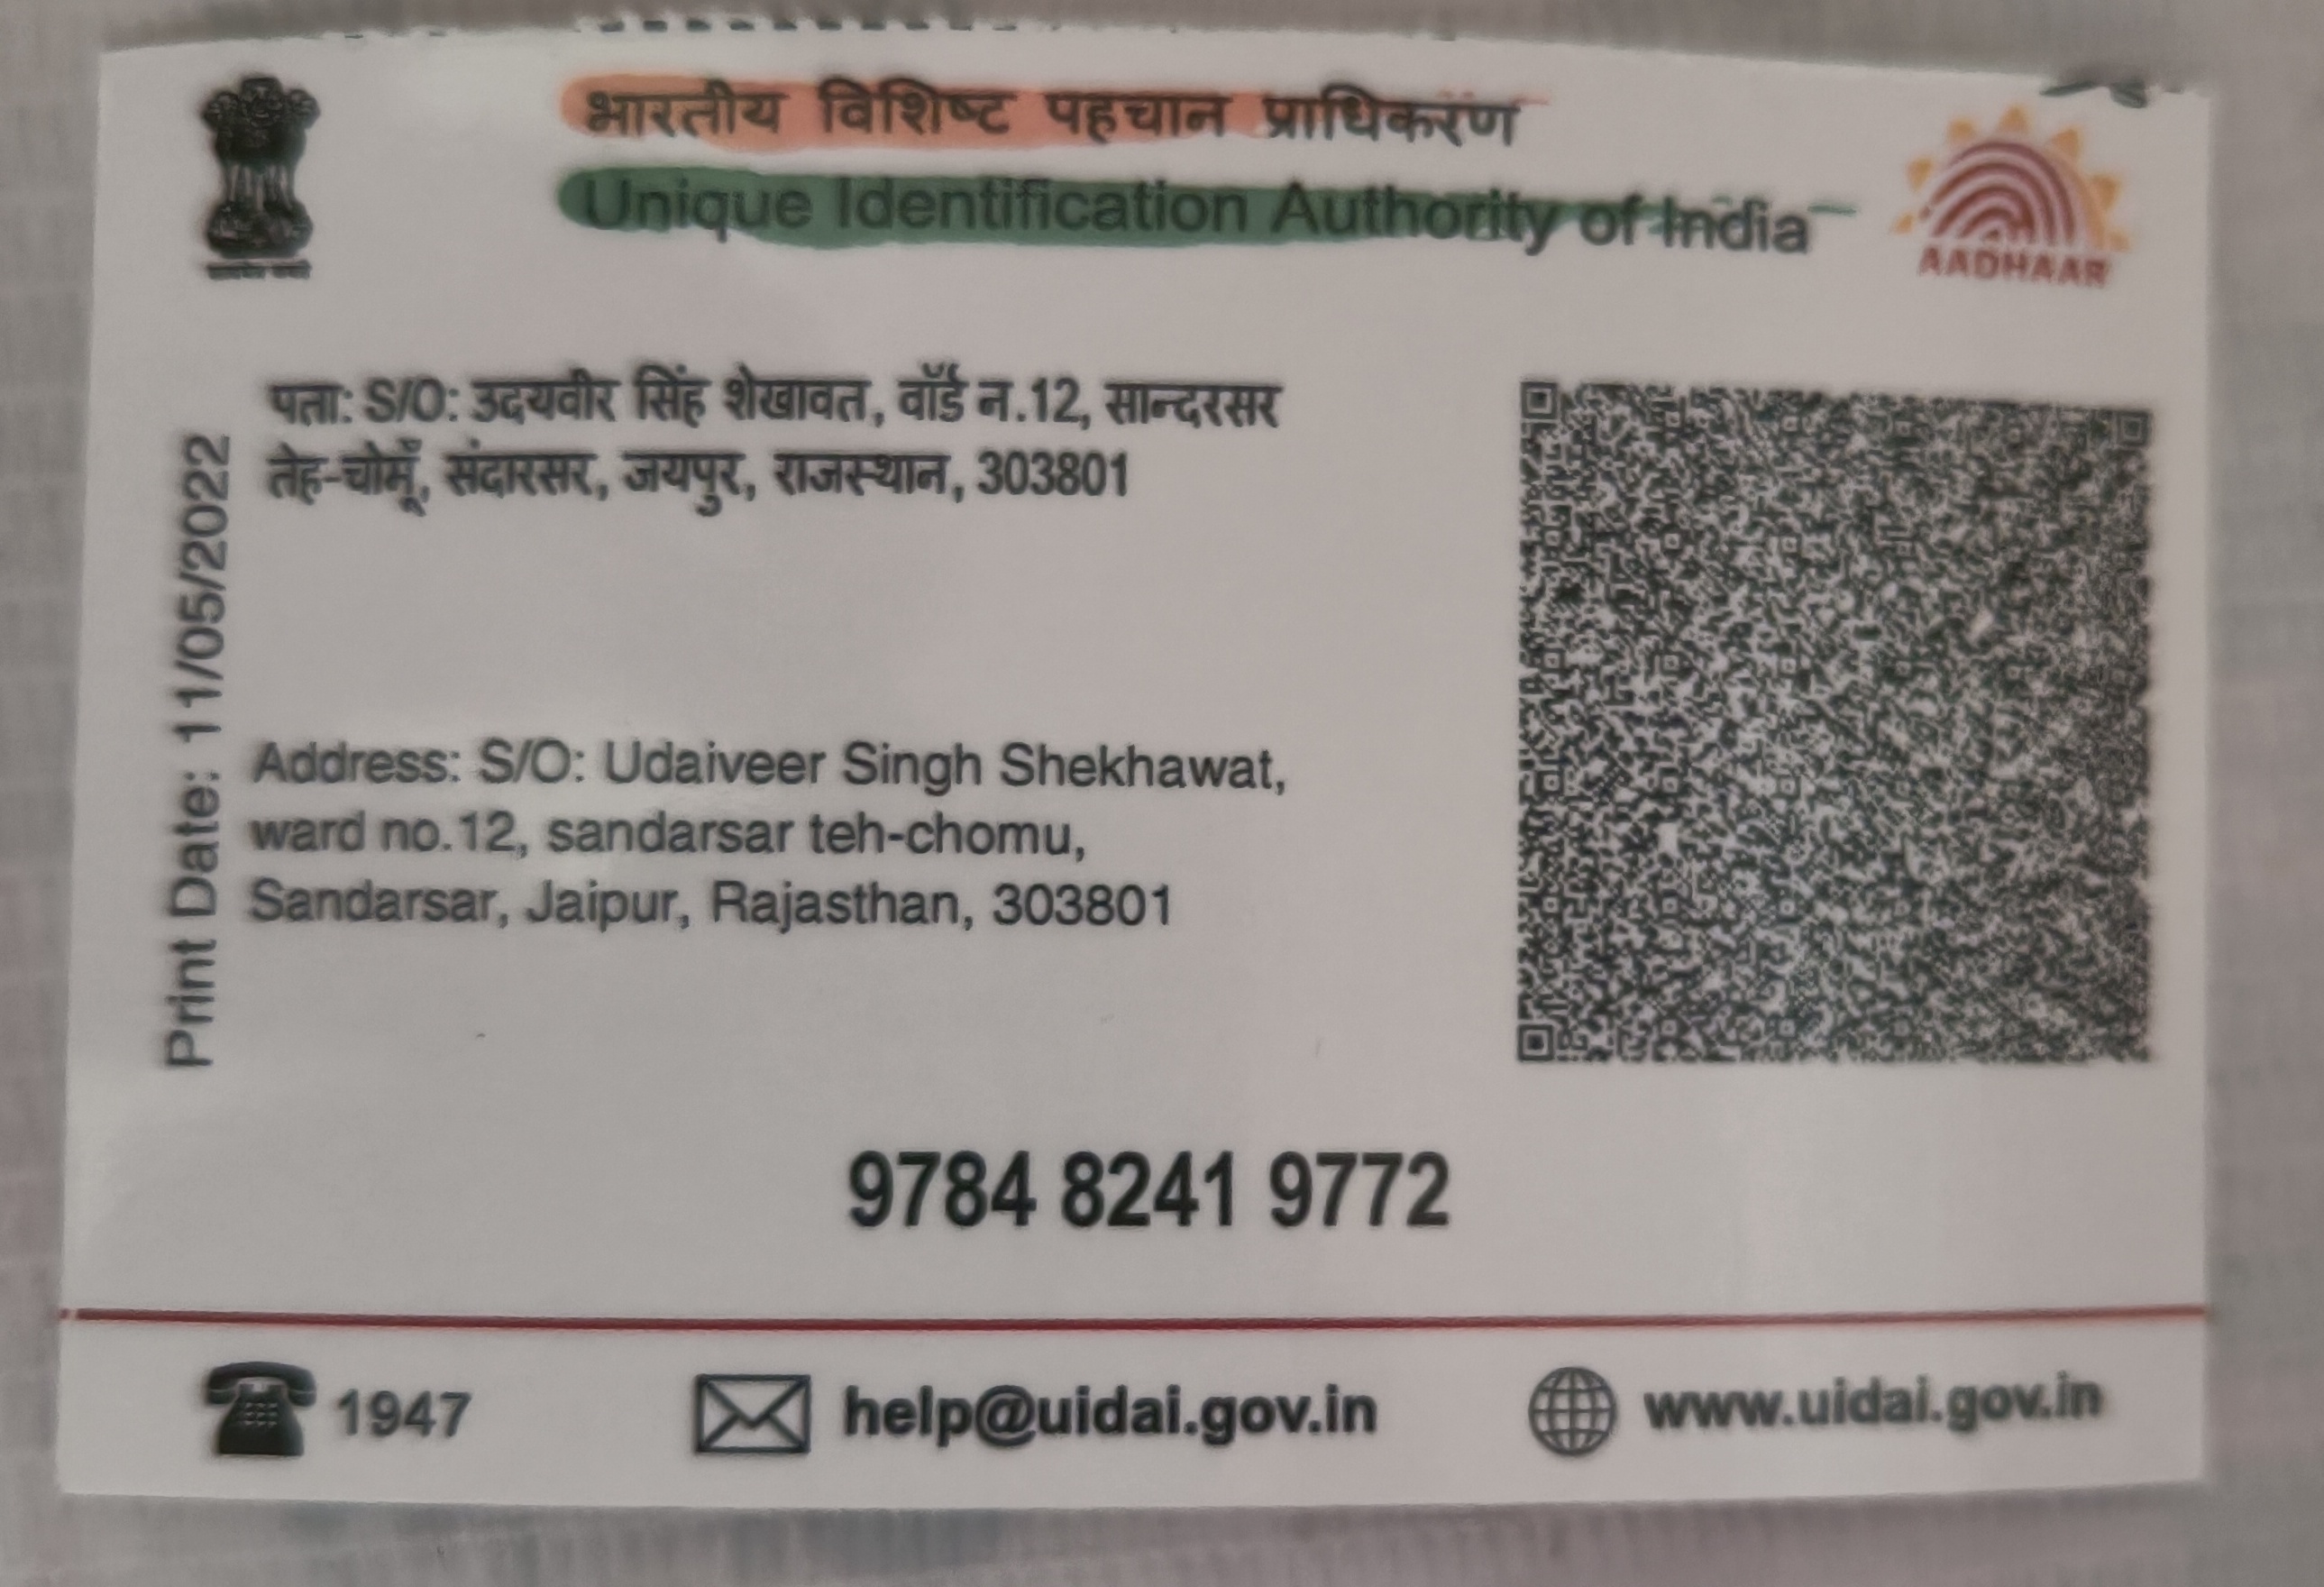 भारतीय विशिष्ट पहचान प्राधिकरण
Unique Identification Authority of India
AADHAAR
पता: S/O: उदयवीर सिंह शेखावत, वॉर्ड न.12, सान्दरसर
तेह-चोमूँ, संदारसर, जयपुर, राजस्थान, 303801
Print Date: 11/05/2022
Address: S/O: Udaiveer Singh Shekhawat,
ward no.12, sandarsar teh-chomu,
Sandarsar, Jaipur, Rajasthan, 303801
9784 8241 9772
1947
help@uidai.gov.in
www.uidai.gov.in